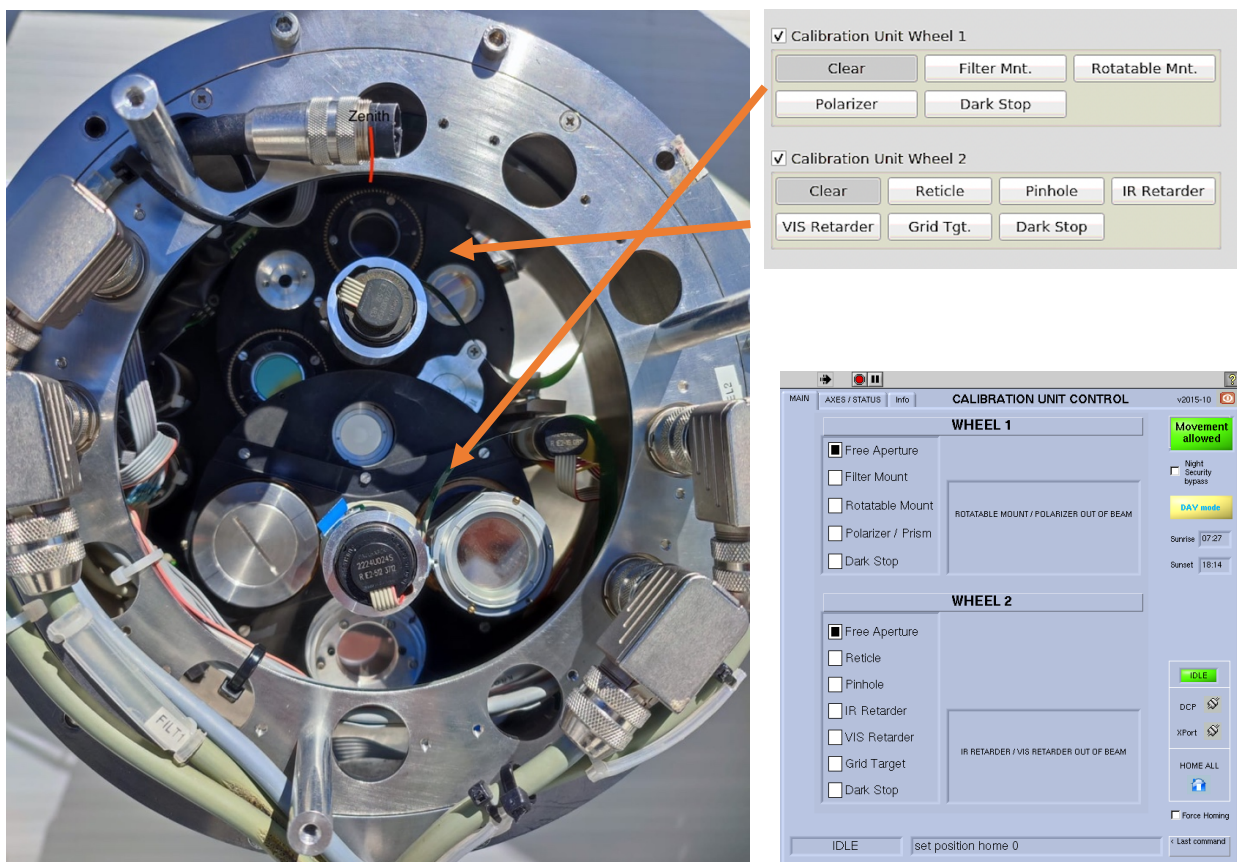 Zenith
FILT1
2224U024S
R IE2-512 3712
Calibration Unit Wheel 1
Clear Filter Mnt. Rotatable Mnt.
Polarizer Dark Stop
Calibration Unit Wheel 2
Clear Reticle Pinhole IR Retarder
VIS Retarder Grid Tgt. Dark Stop
MAIN AXES / STATUS Info CALIBRATION UNIT CONTROL v2015-10
WHEEL 1
Free Aperture
Filter Mount
Rotatable Mount
Polarizer / Prism
Dark Stop
ROTATABLE MOUNT / POLARIZER OUT OF BEAM
WHEEL 2
Free Aperture
Reticle
Pinhole
IR Retarder
VIS Retarder
Grid Target
Dark Stop
IR RETARDER / VIS RETARDER OUT OF BEAM
Movement
allowed
Night
Security
bypass
DAY mode
Sunrise 07:27
Sunset 18:14
IDLE
DCP
XPort
HOME ALL
Force Homing
IDLE set position home 0 < Last command